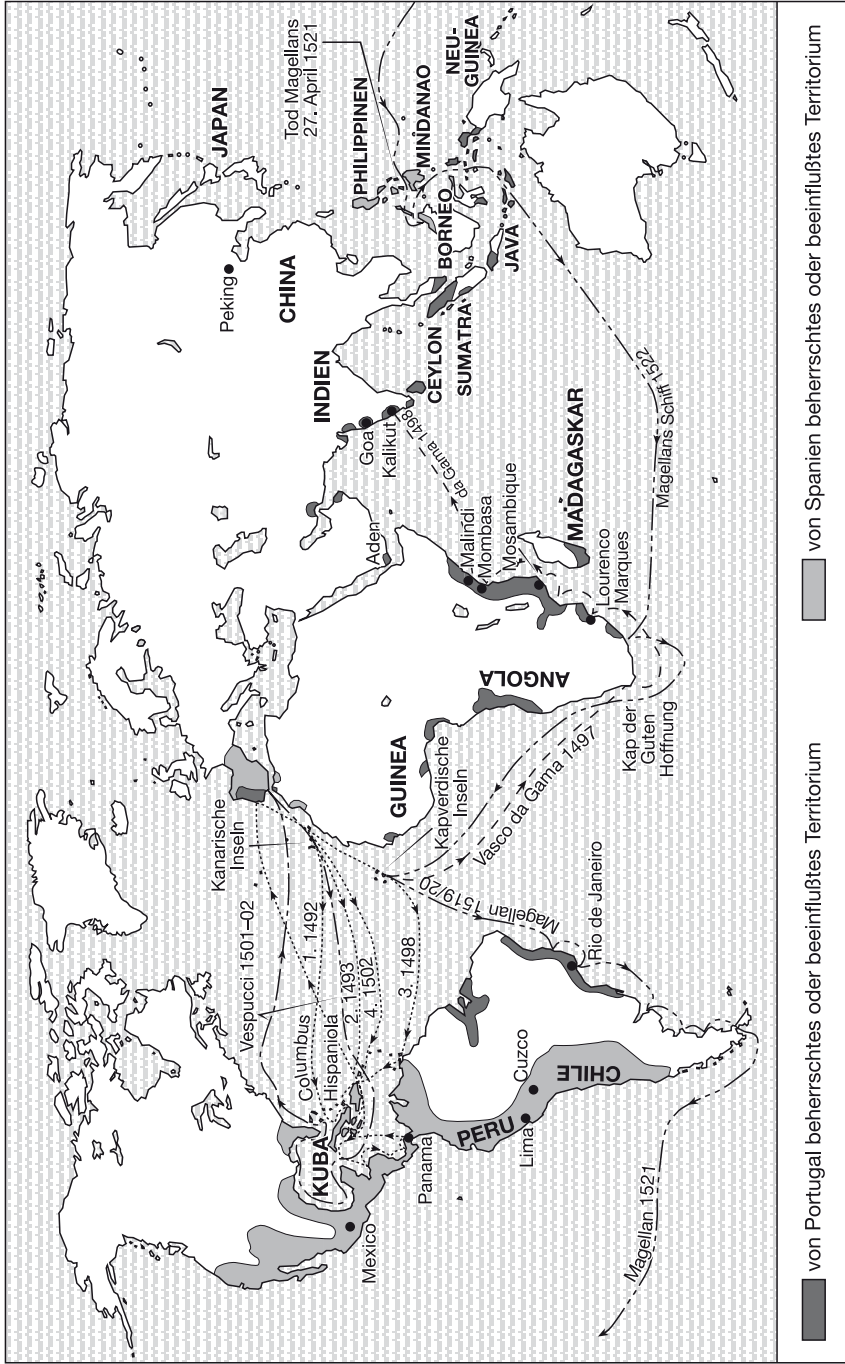 Vespucci 1501–02
Columbus
Hispaniola
1. 1492
2. 1493
4. 1502
3. 1498
KUBA
Mexico
Panama
PERU
Lima
Cuzco
CHILE
Magellan 1521
Rio de Janeiro
Magellan 1519/20
Kanarische
Inseln
Kapverdische
Inseln
GUINEA
ANGOLA
Vasco da Gama 1497
Kap der
Guten
Hoffnung
Aden
Malindi
Mombasa
Mosambique
MADAGASKAR
Lourenco
Marques
da Gama 1498
Magellans Schiff 1522
INDIEN
Goa
Kalikut
CEYLON
SUMATRA
CHINA
Peking
JAPAN
Tod Magellans
27. April 1521
PHILIPPINEN
MINDANAO
BORNEO
JAVA
NEU-
GUINEA
von Portugal beherrschtes oder beeinflußtes Territorium
von Spanien beherrschtes oder beeinflußtes Territorium